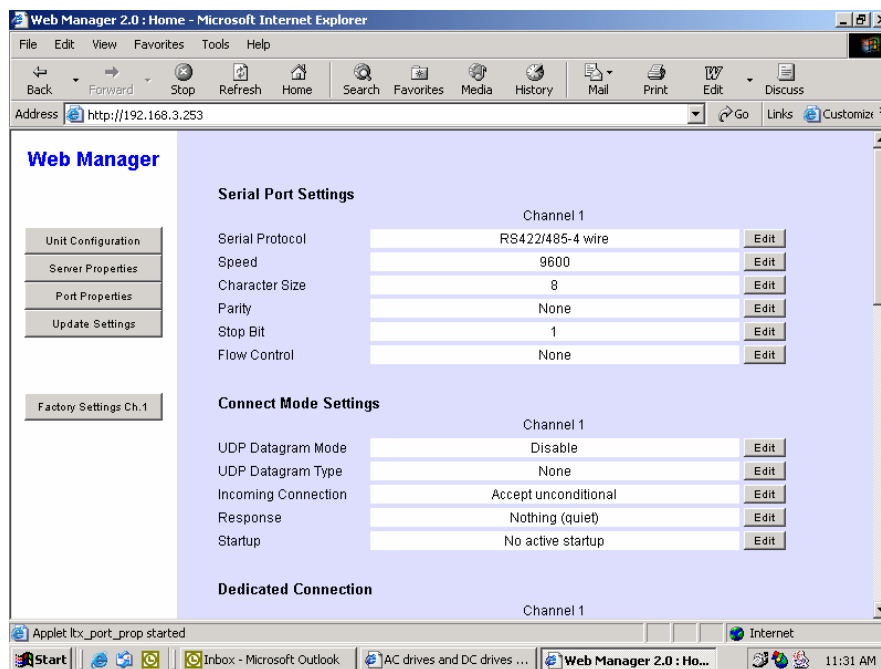 Web Manager 2.0 : Home - Microsoft Internet Explorer
File Edit View Favorites Tools Help
Back Forward Stop Refresh Home Search Favorites Media History Mail Print Edit Discuss
Address http://192.168.3.253 Go Links Customize
Web Manager
Unit Configuration
Server Properties
Port Properties
Update Settings
Factory Settings Ch.1
Serial Port Settings
Channel 1
Serial Protocol RS422/485-4 wire Edit
Speed 9600 Edit
Character Size 8 Edit
Parity None Edit
Stop Bit 1 Edit
Flow Control None Edit
Connect Mode Settings
Channel 1
UDP Datagram Mode Disable Edit
UDP Datagram Type None Edit
Incoming Connection Accept unconditional Edit
Response Nothing (quiet) Edit
Startup No active startup Edit
Dedicated Connection
Channel 1
Applet ltx_port_prop started Internet
Start Inbox - Microsoft Outlook AC drives and DC drives ... Web Manager 2.0 : Ho... 11:31 AM